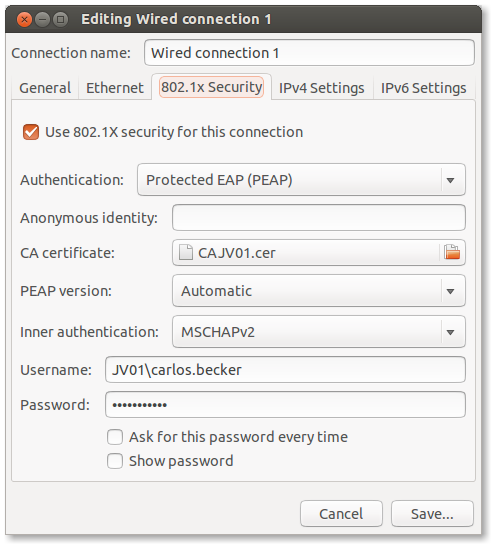 Editing Wired connection 1
Connection name: Wired connection 1
General Ethernet 802.1x Security IPv4 Settings IPv6 Settings
Use 802.1X security for this connection
Authentication: Protected EAP (PEAP)
Anonymous identity:
CA certificate: CAJV01.cer
PEAP version: Automatic
Inner authentication: MSCHAPv2
Username: JV01\carlos.becker
Password: •••••••••••
Ask for this password every time
Show password
Cancel Save...